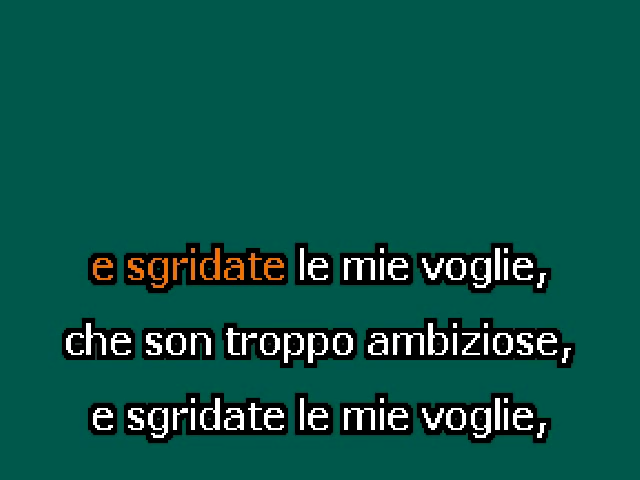 e sgridate le mie voglie,
che son troppo ambiziose,
e sgridate le mie voglie,